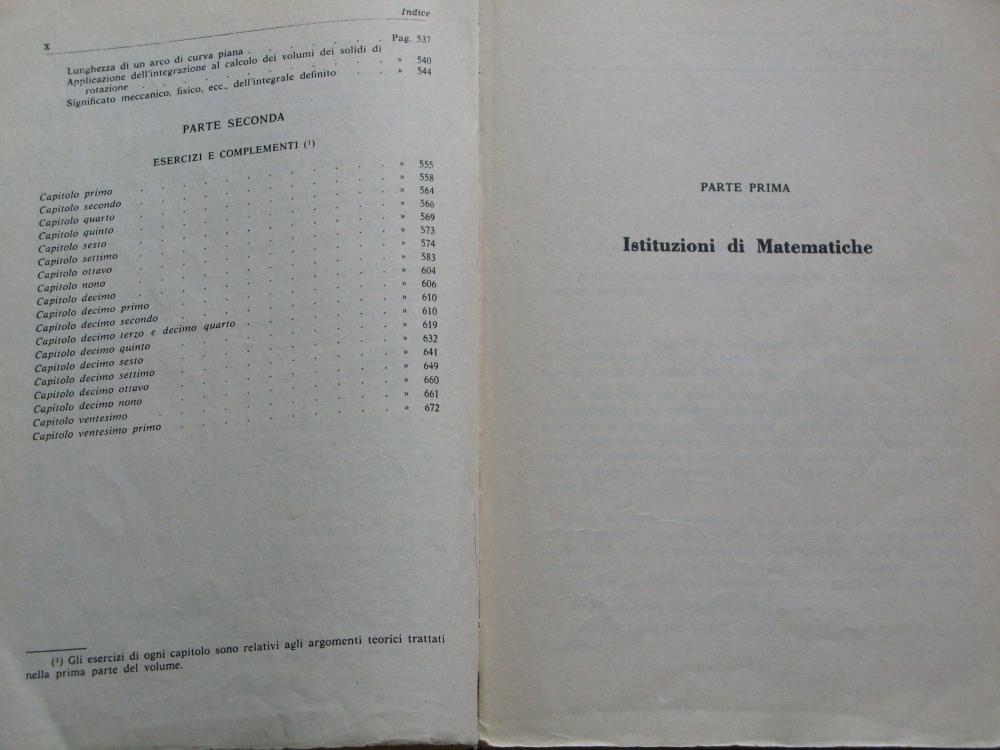 x Indice
Lunghezza di un arco di curva piana . . . . . . Pag. 537
Applicazione dell'integrazione al calcolo dei volumi dei solidi di
rotazione . . . . . . . . » 540
Significato meccanico, fisico, ecc., dell'integrale definito . . » 544
PARTE SECONDA
ESERCIZI E COMPLEMENTI (¹)
Capitolo primo . . . . . . . . » 555
Capitolo secondo . . . . . . . . » 558
Capitolo quarto . . . . . . . . » 564
Capitolo quinto . . . . . . . . » 566
Capitolo sesto . . . . . . . . » 569
Capitolo settimo . . . . . . . . » 573
Capitolo ottavo . . . . . . . . » 574
Capitolo nono . . . . . . . . » 583
Capitolo decimo . . . . . . . . » 604
Capitolo decimo primo . . . . . . . » 606
Capitolo decimo secondo . . . . . . . » 610
Capitolo decimo terzo e decimo quarto . . . . . » 610
Capitolo decimo quinto . . . . . . . » 619
Capitolo decimo sesto . . . . . . . » 632
Capitolo decimo settimo . . . . . . . » 641
Capitolo decimo ottavo . . . . . . . » 649
Capitolo decimo nono . . . . . . . » 660
Capitolo ventesimo . . . . . . . » 661
Capitolo ventesimo primo . . . . . . . » 672
(¹) Gli esercizi di ogni capitolo sono relativi agli argomenti teorici trattati
nella prima parte del volume.
PARTE PRIMA
Istituzioni di Matematiche